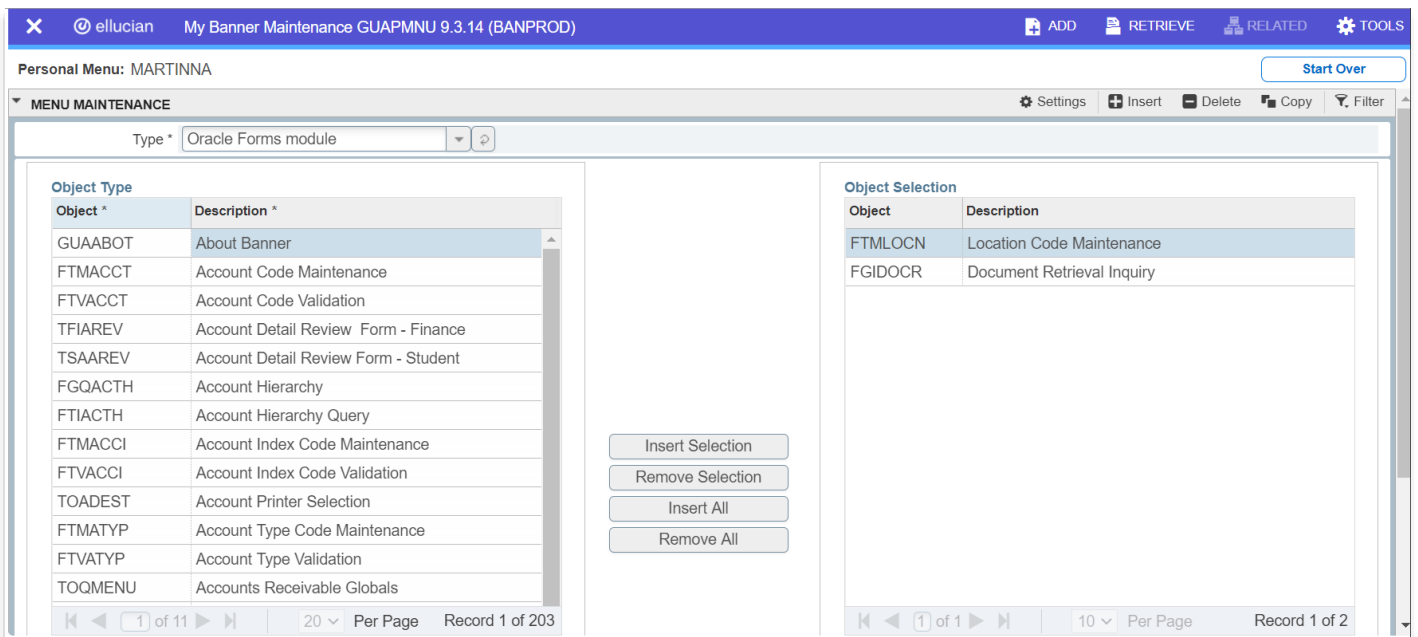 ellucian My Banner Maintenance GUAPMNU 9.3.14 (BANPROD) ADD RETRIEVE RELATED TOOLS
Personal Menu: MARTINNA Start Over
MENU MAINTENANCE Settings Insert Delete Copy Filter
Type * Oracle Forms module
Object Type
Object * Description *
GUAABOT About Banner
FTMACCT Account Code Maintenance
FTVACCT Account Code Validation
TFIAREV Account Detail Review Form - Finance
TSAAREV Account Detail Review Form - Student
FGQACTH Account Hierarchy
FTIACTH Account Hierarchy Query
FTMACCI Account Index Code Maintenance
FTVACCI Account Index Code Validation
TOADEST Account Printer Selection
FTMATYP Account Type Code Maintenance
FTVATYP Account Type Validation
TOQMENU Accounts Receivable Globals
1 of 11 20 Per Page Record 1 of 203
Insert Selection
Remove Selection
Insert All
Remove All
Object Selection
Object Description
FTMLOCN Location Code Maintenance
FGIDOCR Document Retrieval Inquiry
1 of 1 10 Per Page Record 1 of 2